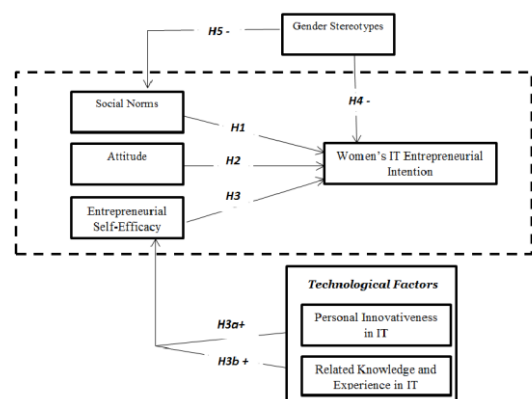 Gender Stereotypes
H5 -
Social Norms
H4 -
H1
Attitude
H2
Women's IT Entrepreneurial
Intention
H3
Entrepreneurial
Self-Efficacy
Technological Factors
H3a+
Personal Innovativeness
in IT
H3b +
Related Knowledge and
Experience in IT